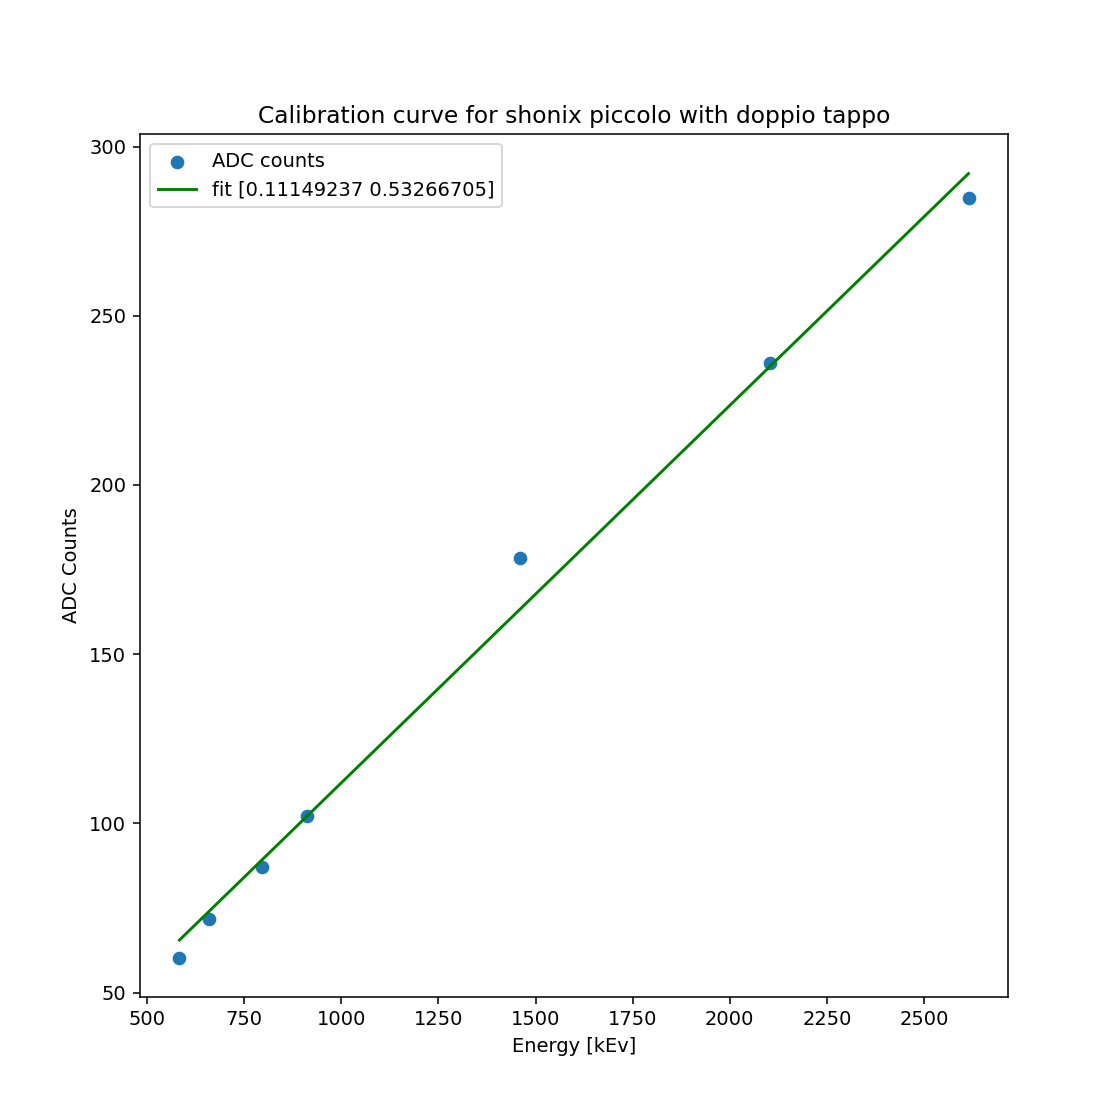 Calibration curve for shonix piccolo with doppio tappo
ADC counts
fit [0.11149237 0.53266705]
300
250
200
150
100
50
ADC Counts
500 750 1000 1250 1500 1750 2000 2250 2500
Energy [kEv]